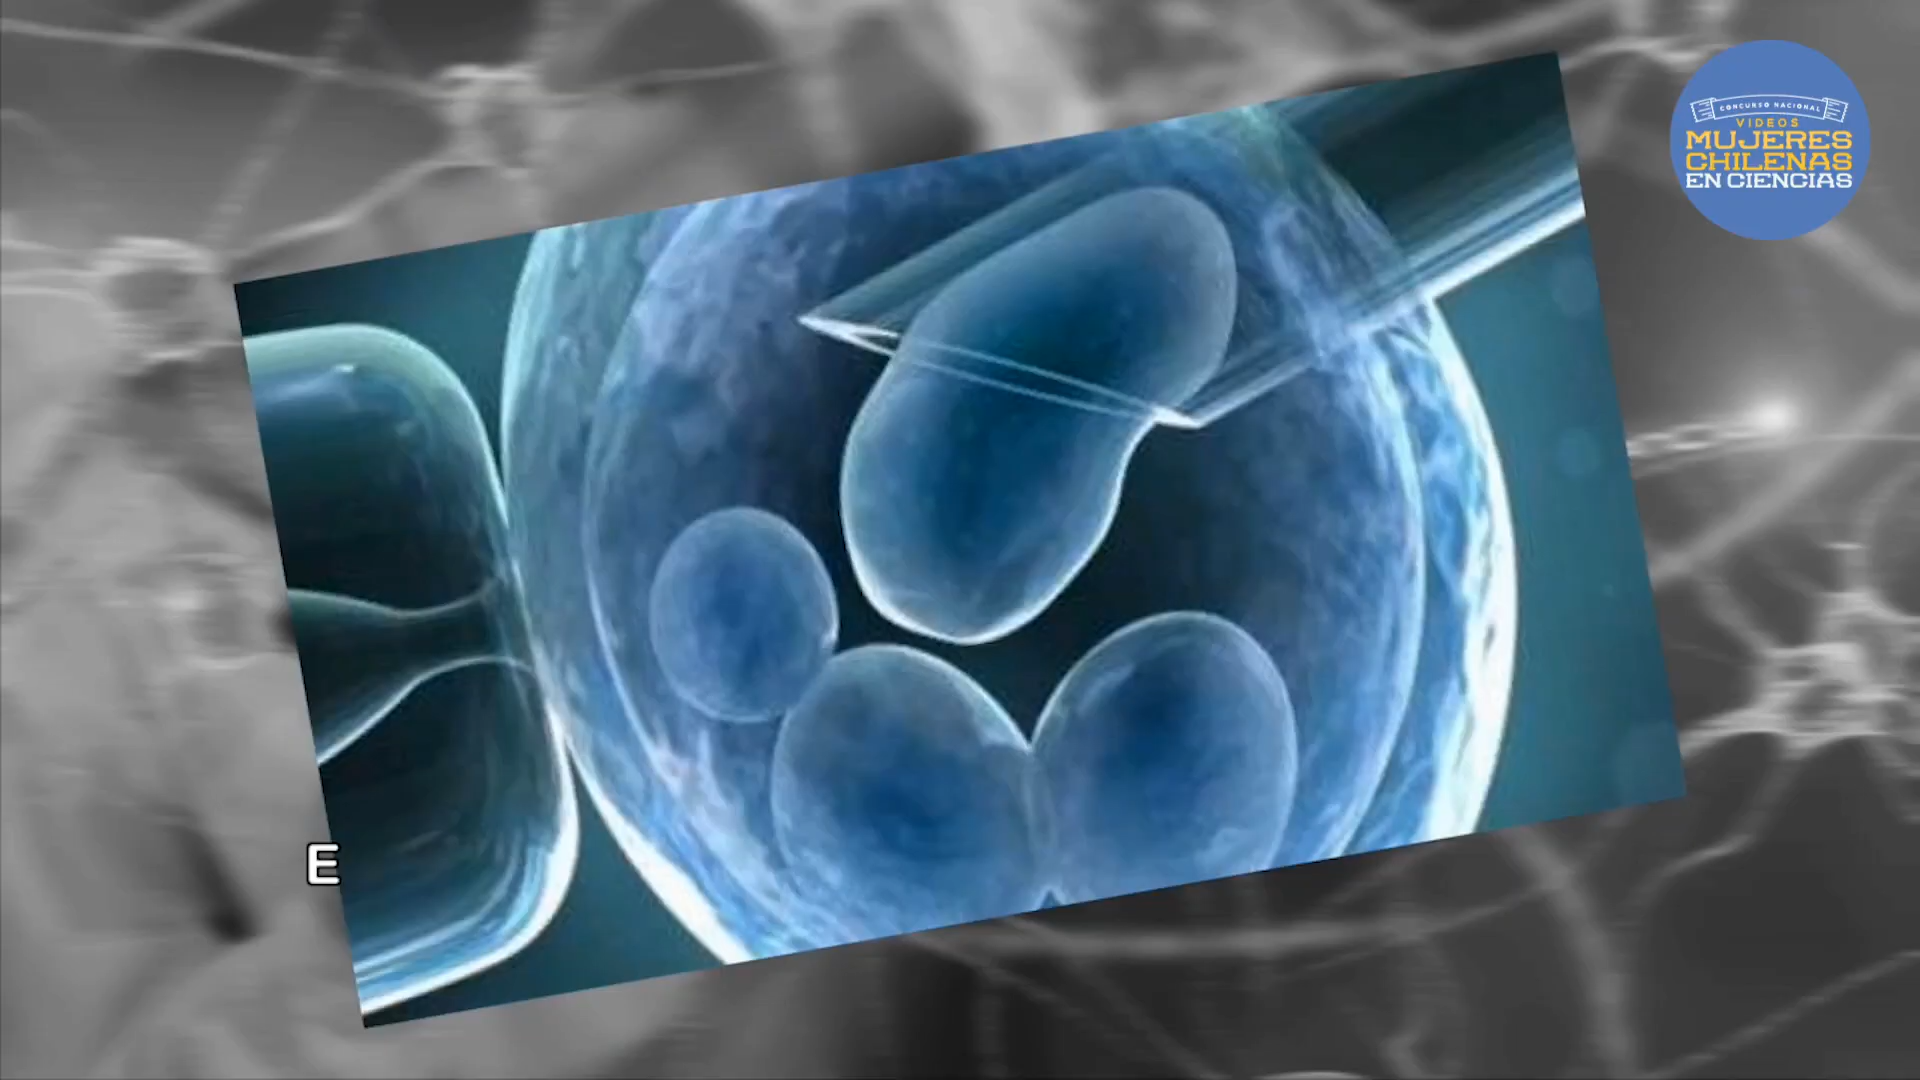 CONCURSO NACIONAL
VIDEOS
MUJERES
CHILENAS
EN CIENCIAS
E